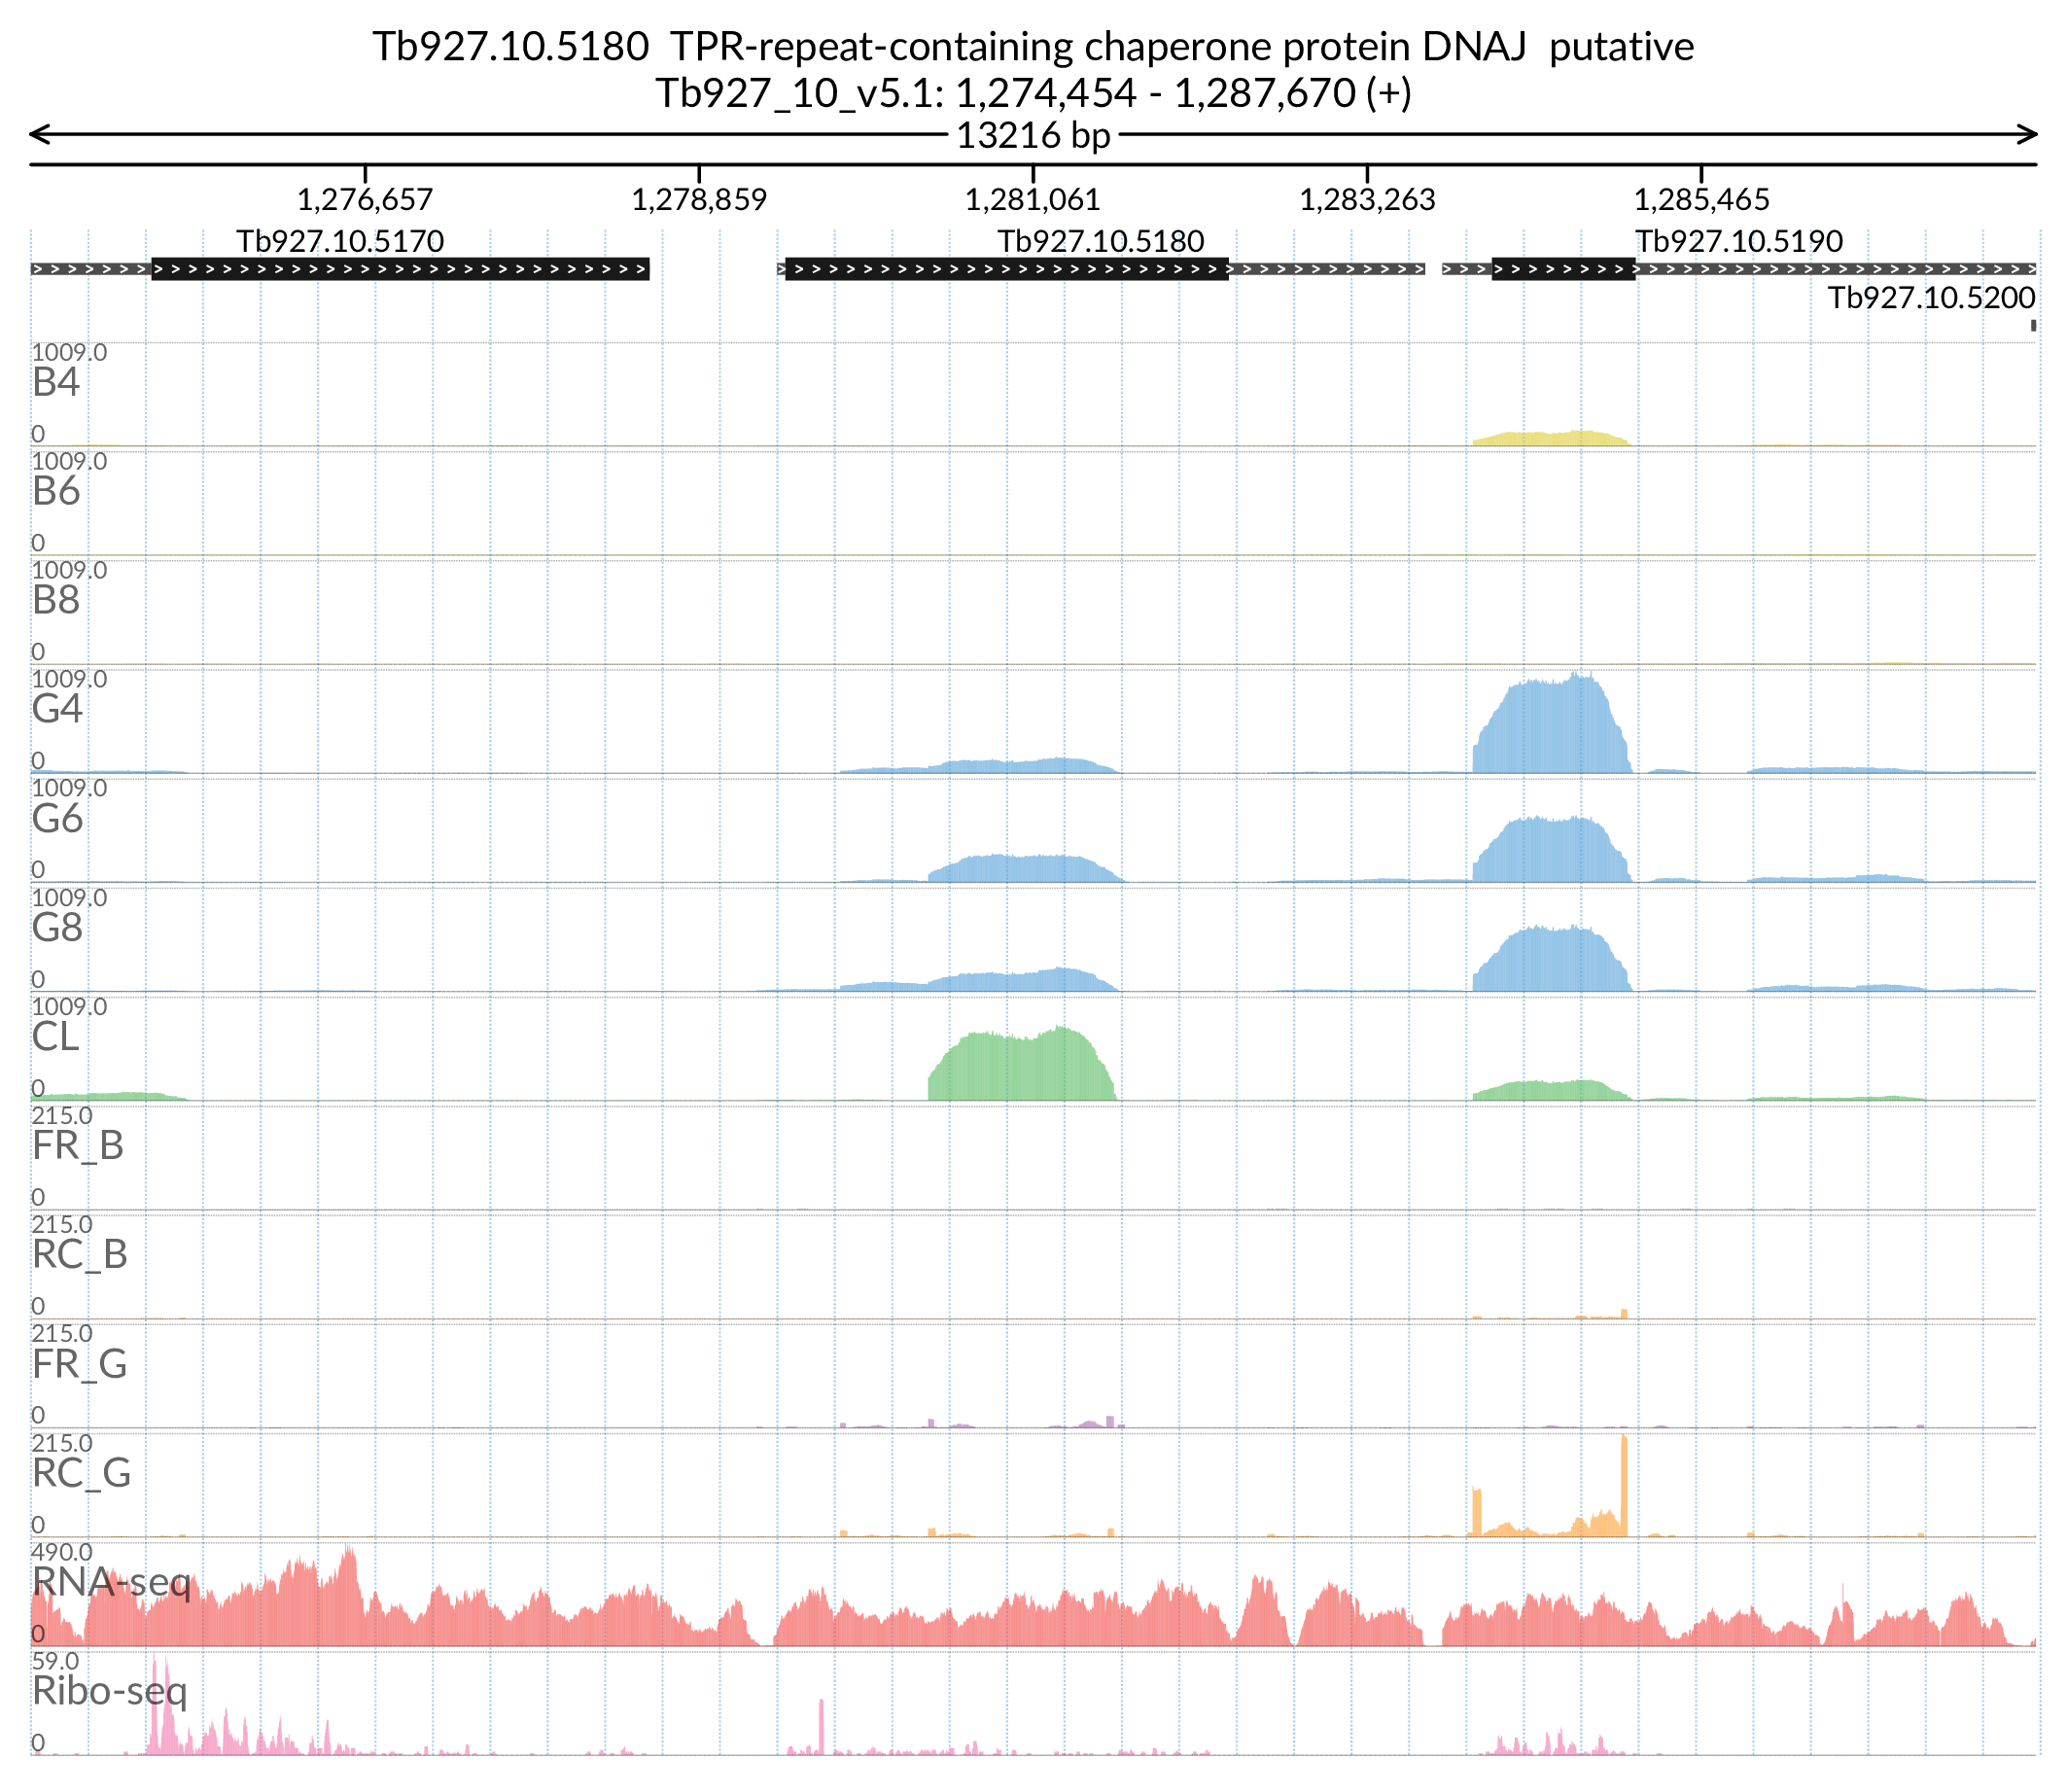 Tb927.10.5180 TPR-repeat-containing chaperone protein DNAJ putative
Tb927_10_v5.1: 1,274,454 - 1,287,670 (+)
13216 bp
1,276,657 1,278,859 1,281,061 1,283,263 1,285,465
Tb927.10.5170 Tb927.10.5180 Tb927.10.5190
Tb927.10.5200
1009.0
B4
0
1009.0
B6
0
1009.0
B8
0
1009.0
G4
0
1009.0
G6
0
1009.0
G8
0
1009.0
CL
0
215.0
FR_B
0
215.0
RC_B
0
215.0
FR_G
0
215.0
RC_G
0
490.0
RNA-seq
0
59.0
Ribo-seq
0